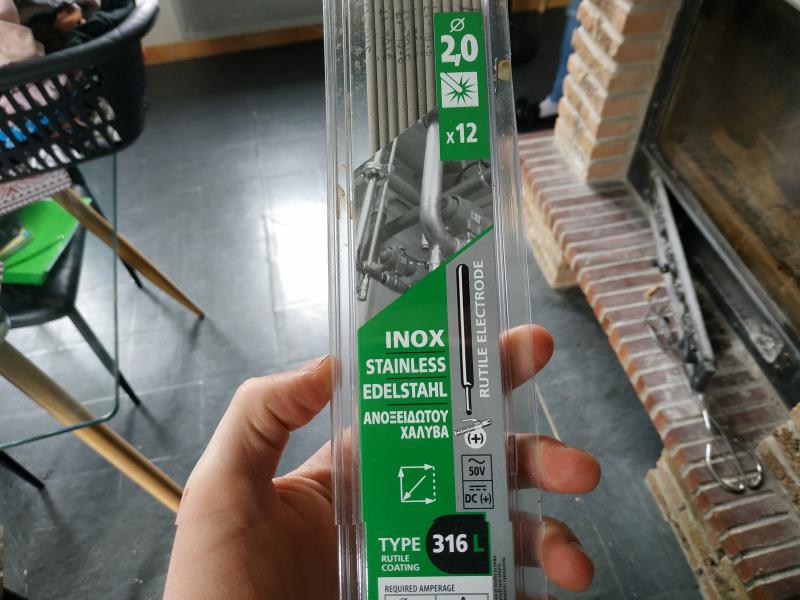 Ø
2,0
x12
RUTILE ELECTRODE
INOX
STAINLESS
EDELSTAHL
ΑΝΟΞΕΙΔΩΤΟΥ
ΧΑΛΥΒΑ
(+)
50V
DC (+)
TYPE 316 L
RUTILE
COATING
REQUIRED AMPERAGE